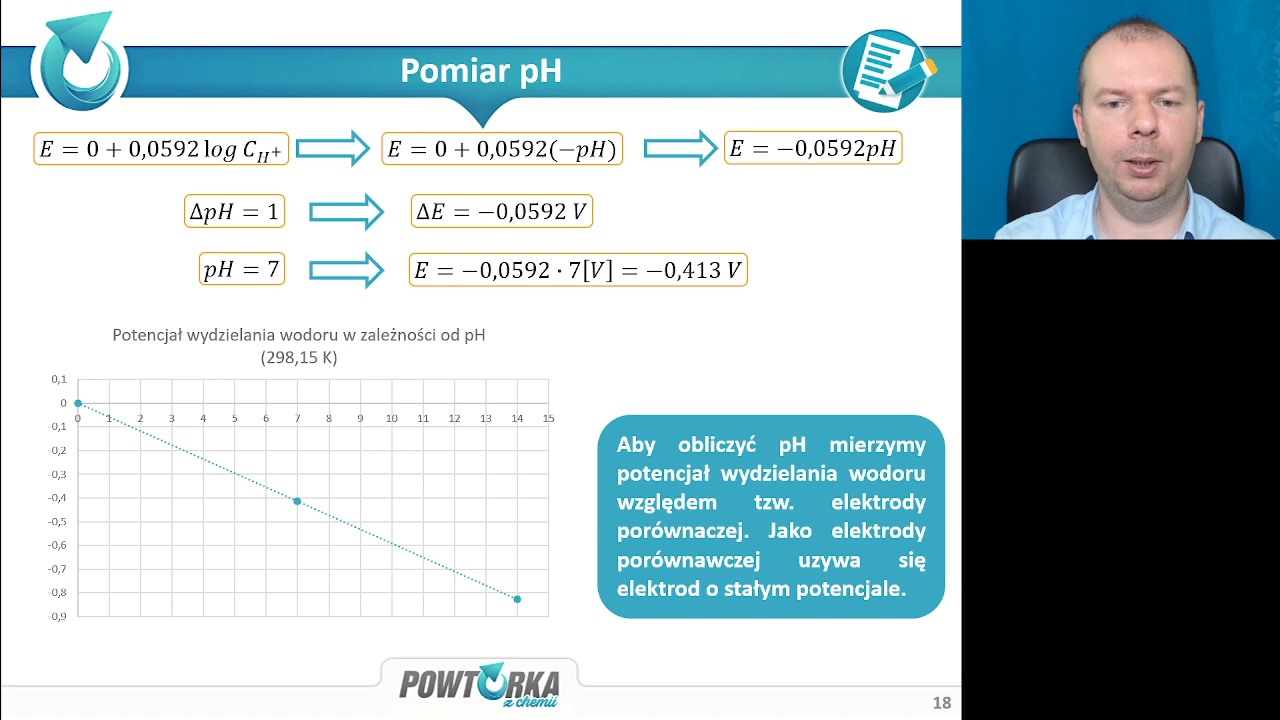 Pomiar pH
E = 0 + 0,0592 log C_{H⁺}
E = 0 + 0,0592(−pH)
E = −0,0592pH
ΔpH = 1
ΔE = −0,0592 V
pH = 7
E = −0,0592 · 7[V] = −0,413 V
Potencjał wydzielania wodoru w zależności od pH
(298,15 K)
0,1
0
0 1 2 3 4 5 6 7 8 9 10 11 12 13 14 15
-0,1
-0,2
-0,3
-0,4
-0,5
-0,6
-0,7
-0,8
-0,9
Aby obliczyć pH mierzymy
potencjał wydzielania wodoru
względem tzw. elektrody
porównaczej. Jako elektrody
porównawczej uzywa się
elektrod o stałym potencjale.
POWTÓRKA
z chemii
18